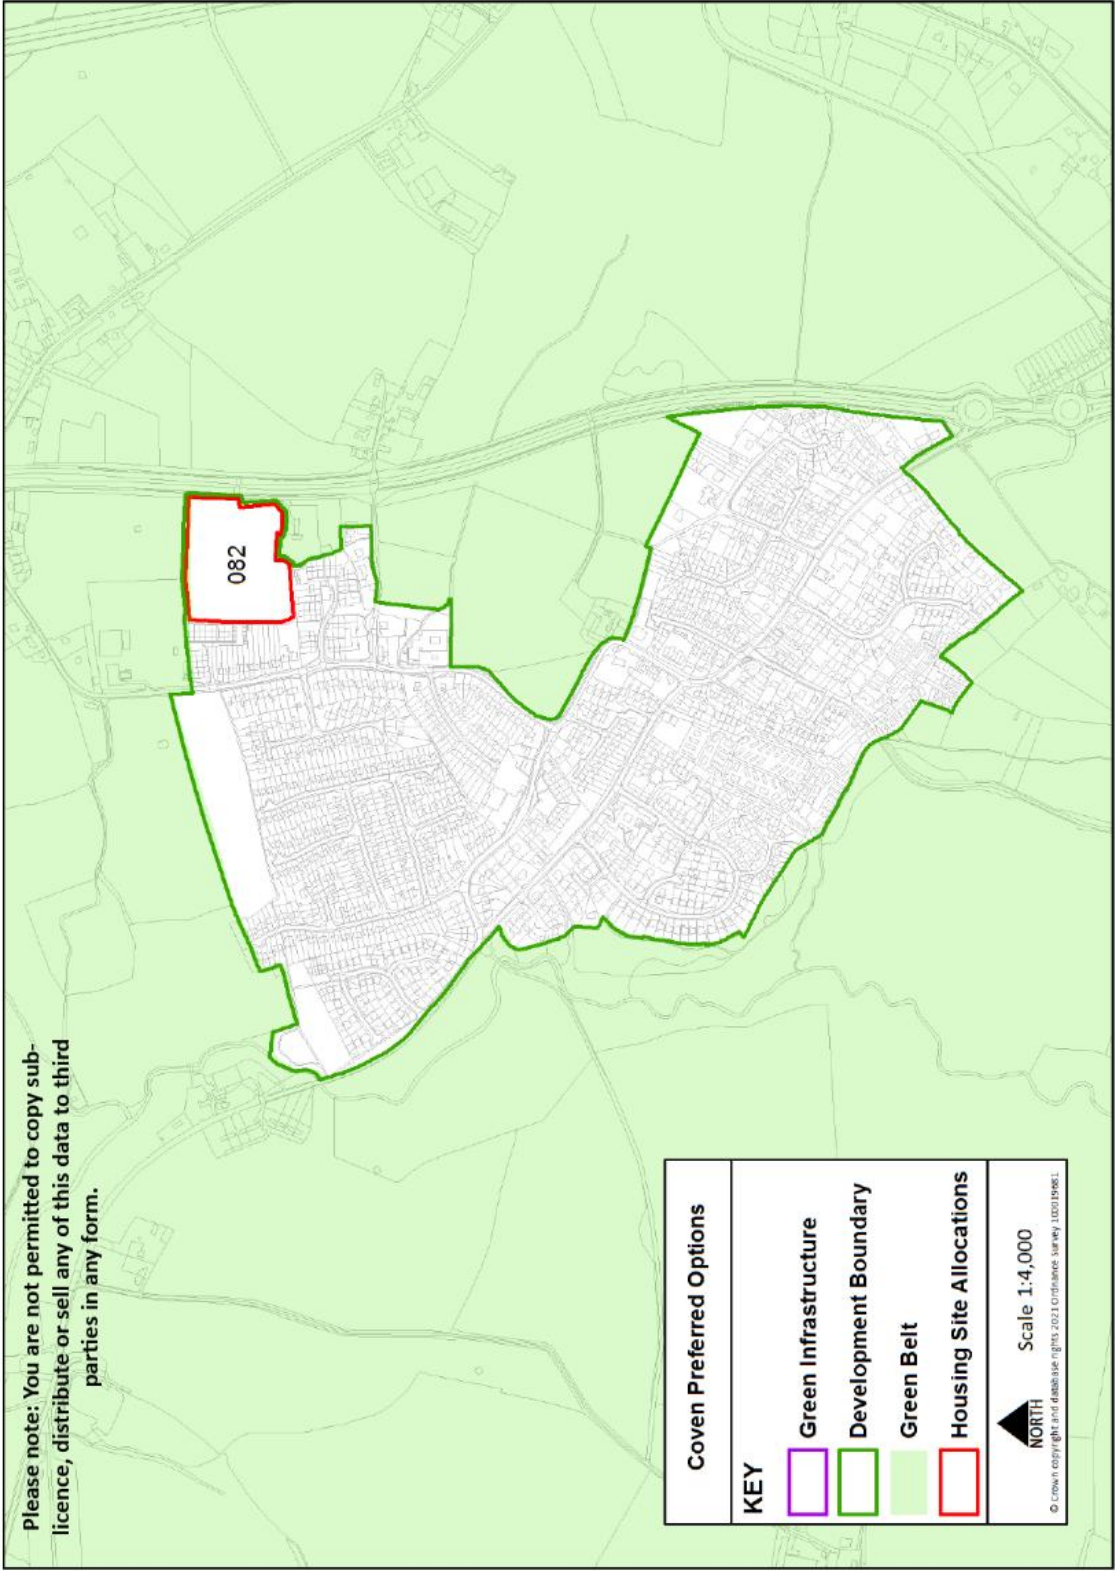 Please note: You are not permitted to copy sub-
licence, distribute or sell any of this data to third
parties in any form.
082
Coven Preferred Options
KEY
Green Infrastructure
Development Boundary
Green Belt
Housing Site Allocations
NORTH
Scale 1:4,000
© Crown copyright and database rights 2021 Ordnance Survey 100019681